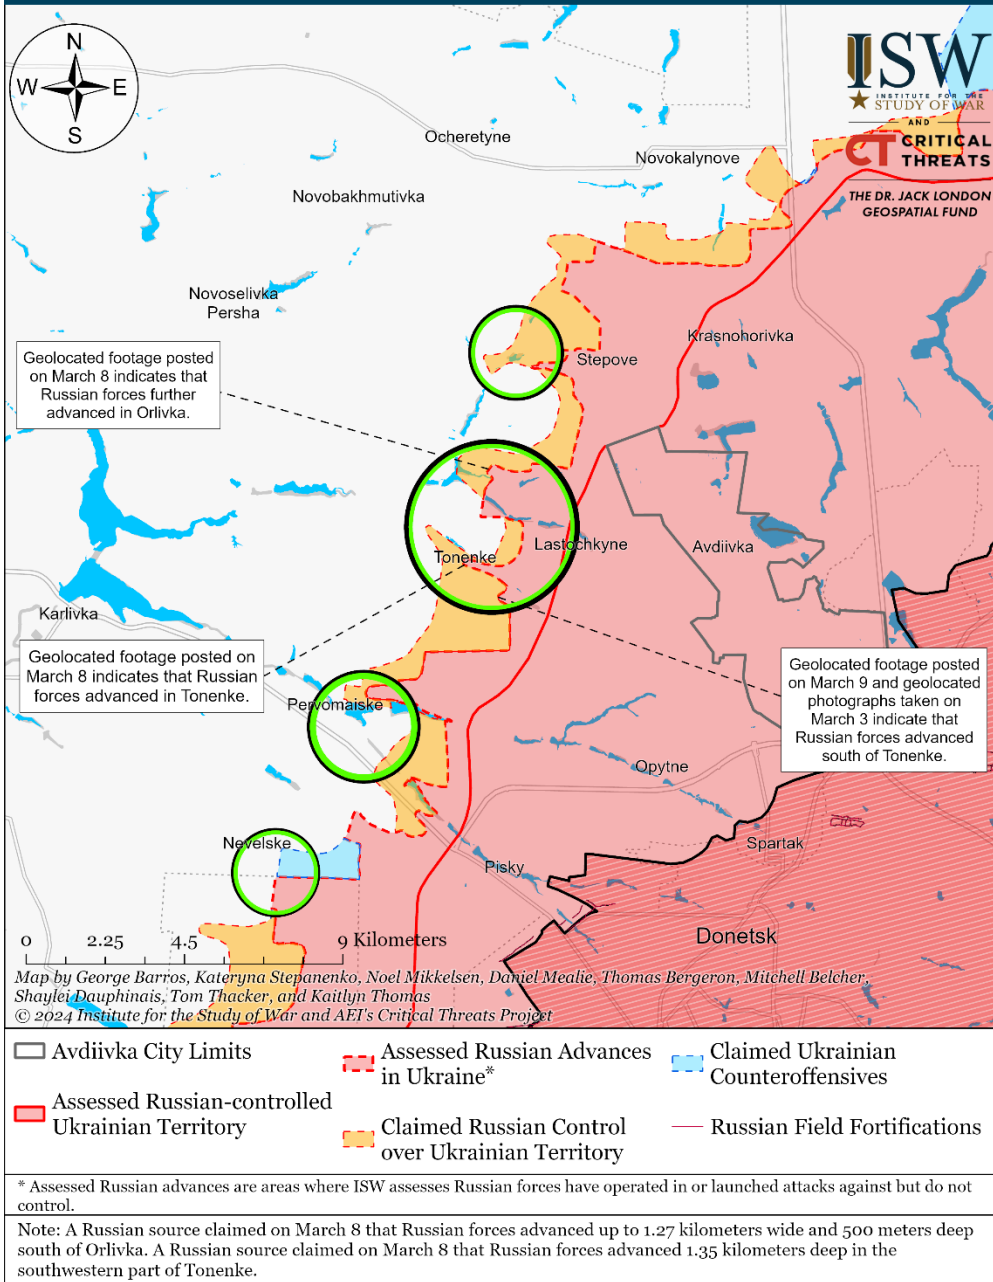 N
W
E
S
ISW
INSTITUTE FOR THE
STUDY OF WAR
AND
CT CRITICAL
THREATS
THE DR. JACK LONDON
GEOSPATIAL FUND
Ocheretyne
Novokalynove
Novobakhmutivka
Novoselivka
Persha
Krasnohorivka
Stepove
Geolocated footage posted
on March 8 indicates that
Russian forces further
advanced in Orlivka.
Lastochkyne
Avdiivka
Tonenke
Karlivka
Geolocated footage posted on
March 8 indicates that Russian
forces advanced in Tonenke.
Geolocated footage posted
on March 9 and geolocated
photographs taken on
March 3 indicate that
Russian forces advanced
south of Tonenke.
Pervomaiske
Opytne
Nevelske
Spartak
Pisky
Donetsk
0 2.25 4.5 9 Kilometers
Map by George Barros, Kateryna Stepanenko, Noel Mikkelsen, Daniel Mealie, Thomas Bergeron, Mitchell Belcher,
Shaylei Dauphinais, Tom Thacker, and Kaitlyn Thomas
© 2024 Institute for the Study of War and AEI's Critical Threats Project
Avdiivka City Limits
Assessed Russian-controlled
Ukrainian Territory
Assessed Russian Advances
in Ukraine*
Claimed Russian Control
over Ukrainian Territory
Claimed Ukrainian
Counteroffensives
Russian Field Fortifications
* Assessed Russian advances are areas where ISW assesses Russian forces have operated in or launched attacks against but do not
control.
Note: A Russian source claimed on March 8 that Russian forces advanced up to 1.27 kilometers wide and 500 meters deep
south of Orlivka. A Russian source claimed on March 8 that Russian forces advanced 1.35 kilometers deep in the
southwestern part of Tonenke.